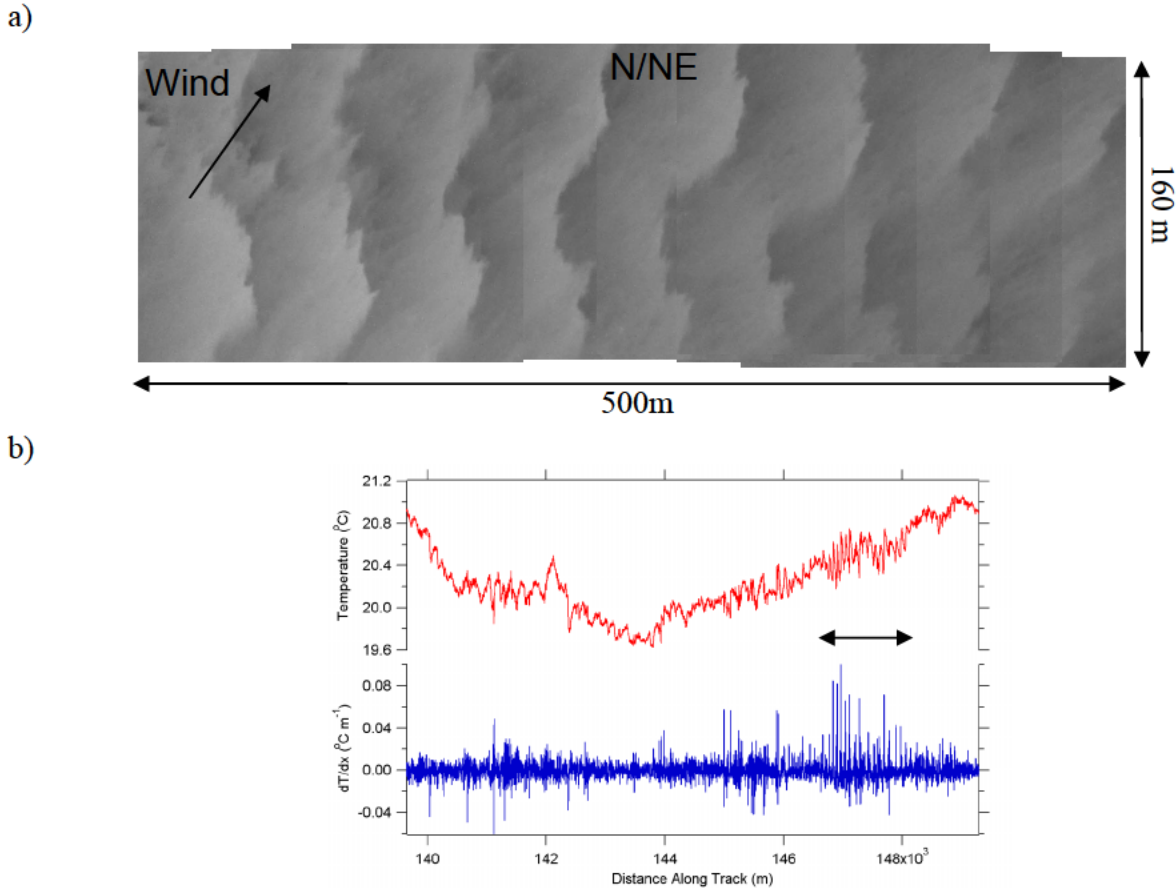 a)
Wind
N/NE
160 m
500m
b)
21.2
20.8
20.4
20.0
19.6
Temperature (°C)
0.08
0.04
0.00
-0.04
dT/dx (°C m⁻¹)
140 142 144 146 148x10³
Distance Along Track (m)